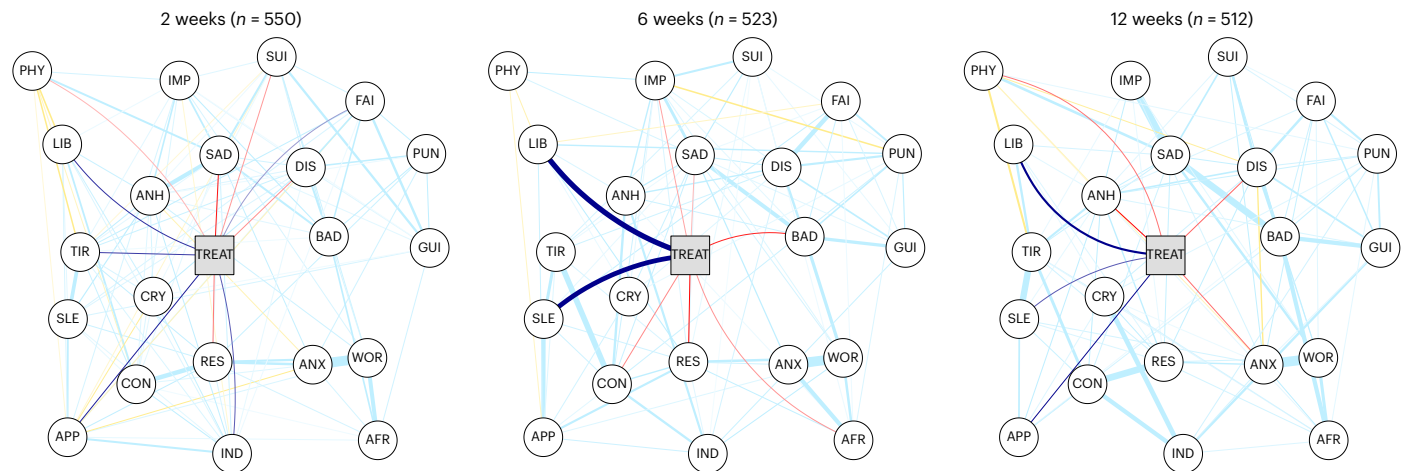 2 weeks (n = 550)
PHY
IMP
SUI
FAI
LIB
SAD
DIS
PUN
ANH
BAD
GUI
TIR
TREAT
CRY
SLE
RES
ANX
WOR
CON
APP
IND
AFR
6 weeks (n = 523)
PHY
IMP
SUI
FAI
LIB
SAD
DIS
PUN
ANH
BAD
GUI
TIR
TREAT
CRY
SLE
RES
ANX
WOR
CON
APP
IND
AFR
12 weeks (n = 512)
PHY
IMP
SUI
FAI
LIB
SAD
DIS
PUN
ANH
BAD
GUI
TIR
TREAT
CRY
SLE
RES
ANX
WOR
CON
APP
IND
AFR